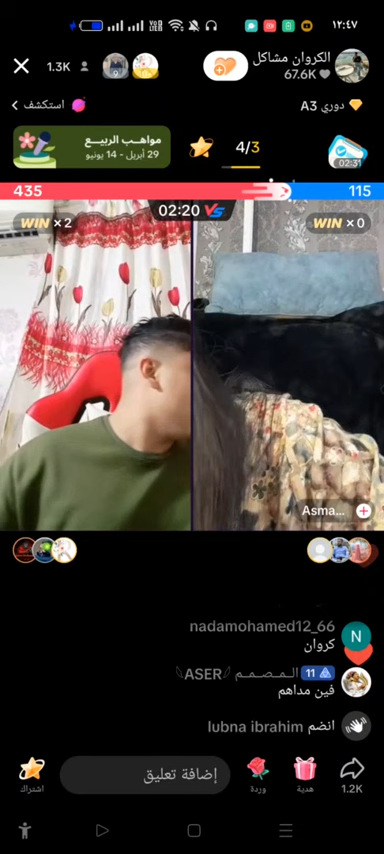 ١٢:٤٧
الكروان مشاكل
67.6K
1.3K
دوري A3
استكشف
مواهب الربيع
29 أبريل - 14 يونيو
4/3
02:31
435
115
WIN ×2
02:20 VS
WIN ×0
Asma...
nadamohamed12_66
كروان
11 المصمم ASER
فين مداهم
lubna ibrahim انضم
N
اشتراك
إضافة تعليق
وردة
هدية
1.2K